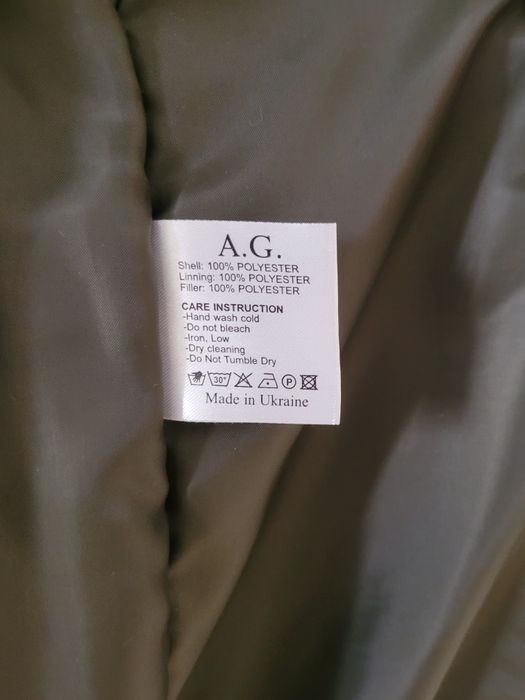 A.G.
Shell: 100% POLYESTER
Linning: 100% POLYESTER
Filler: 100% POLYESTER
CARE INSTRUCTION
-Hand wash cold
-Do not bleach
-Iron, Low
-Dry cleaning
-Do Not Tumble Dry
30° P
Made in Ukraine